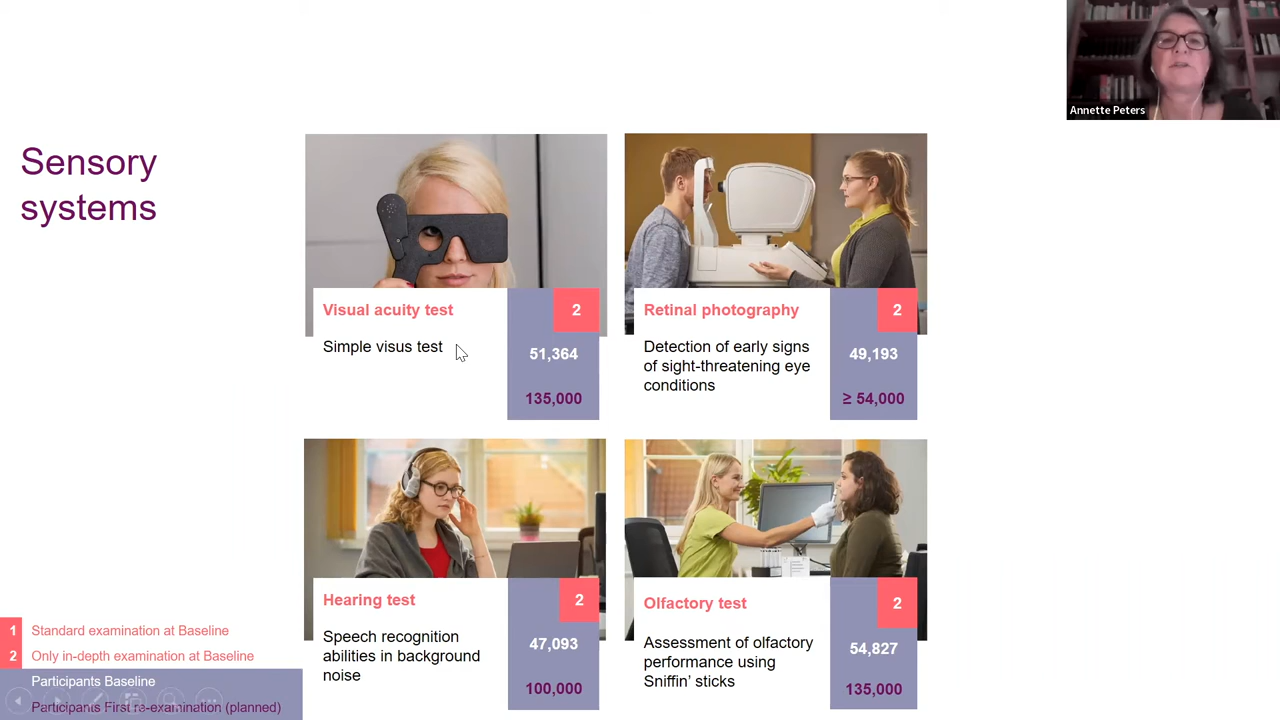 Annette Peters
Sensory
systems
Visual acuity test
2
Simple visus test
51,364
135,000
Retinal photography
2
Detection of early signs
of sight-threatening eye
conditions
49,193
≥ 54,000
Hearing test
2
Speech recognition
abilities in background
noise
47,093
100,000
Olfactory test
2
Assessment of olfactory
performance using
Sniffin’ sticks
54,827
135,000
1 Standard examination at Baseline
2 Only in-depth examination at Baseline
Participants Baseline
Participants First re-examination (planned)